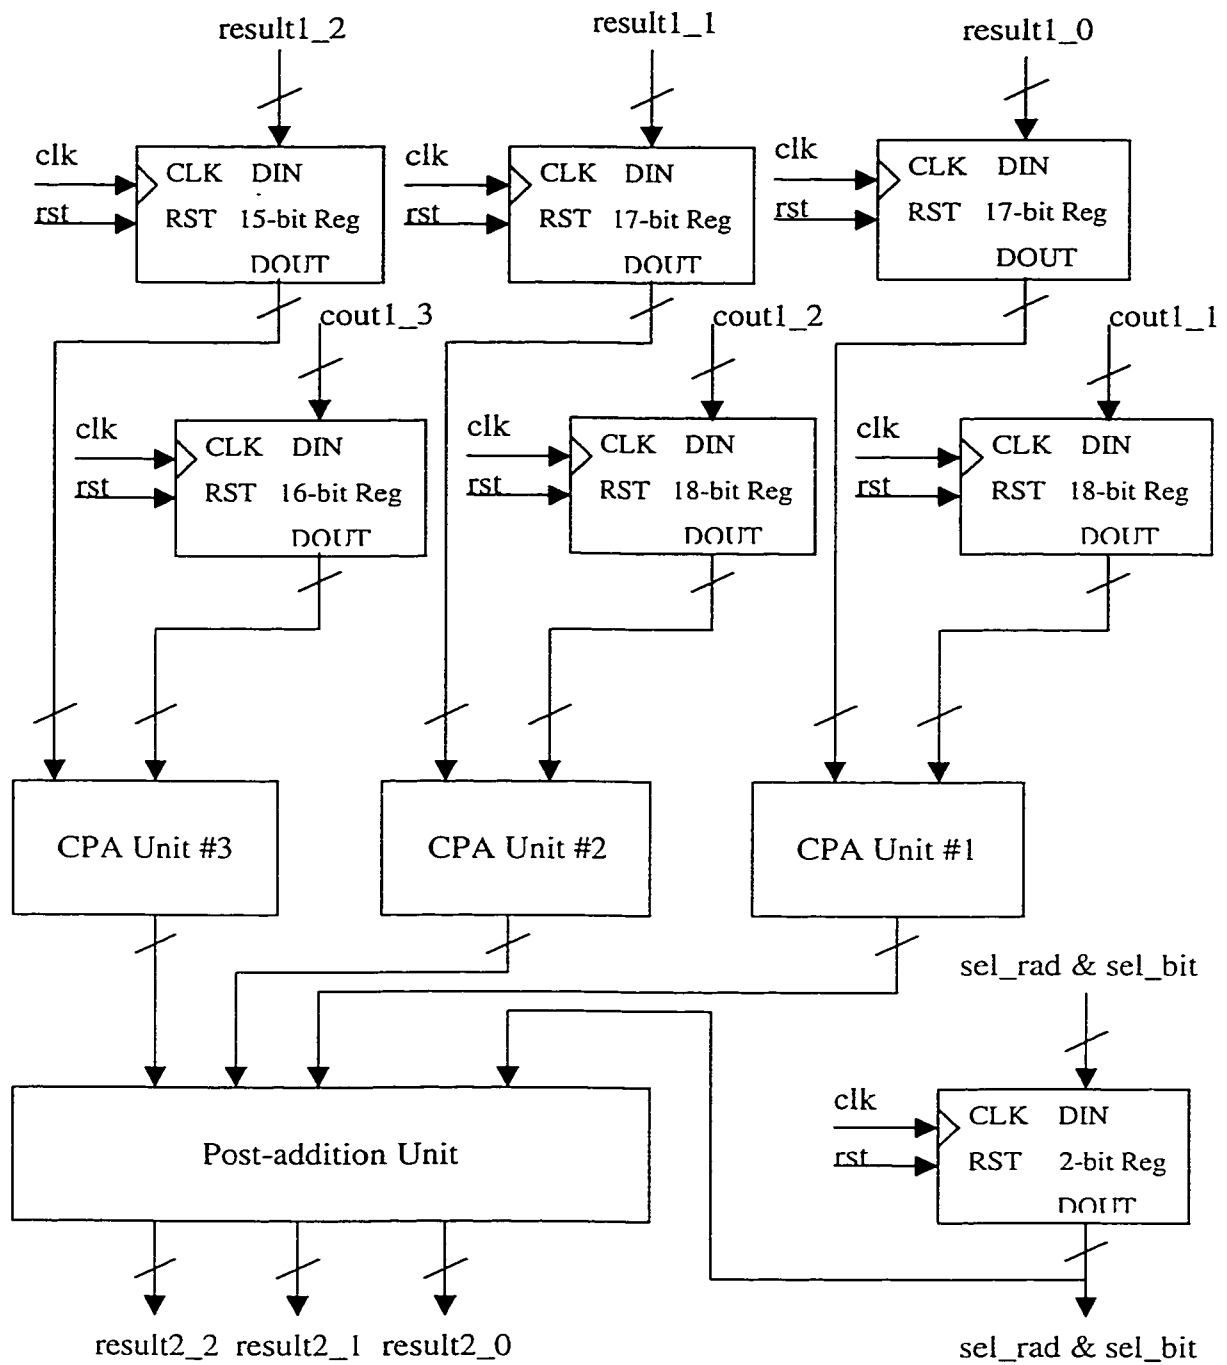 result1_2
result1_1
result1_0
clk
CLK DIN
rst
RST 15-bit Reg
DOUT
clk
CLK DIN
rst
RST 17-bit Reg
DOUT
clk
CLK DIN
rst
RST 17-bit Reg
DOUT
cout1_3
cout1_2
cout1_1
clk
CLK DIN
rst
RST 16-bit Reg
DOUT
clk
CLK DIN
rst
RST 18-bit Reg
DOUT
clk
CLK DIN
rst
RST 18-bit Reg
DOUT
CPA Unit #3
CPA Unit #2
CPA Unit #1
sel_rad & sel_bit
clk
CLK DIN
rst
RST 2-bit Reg
DOUT
Post-addition Unit
result2_2 result2_1 result2_0
sel_rad & sel_bit